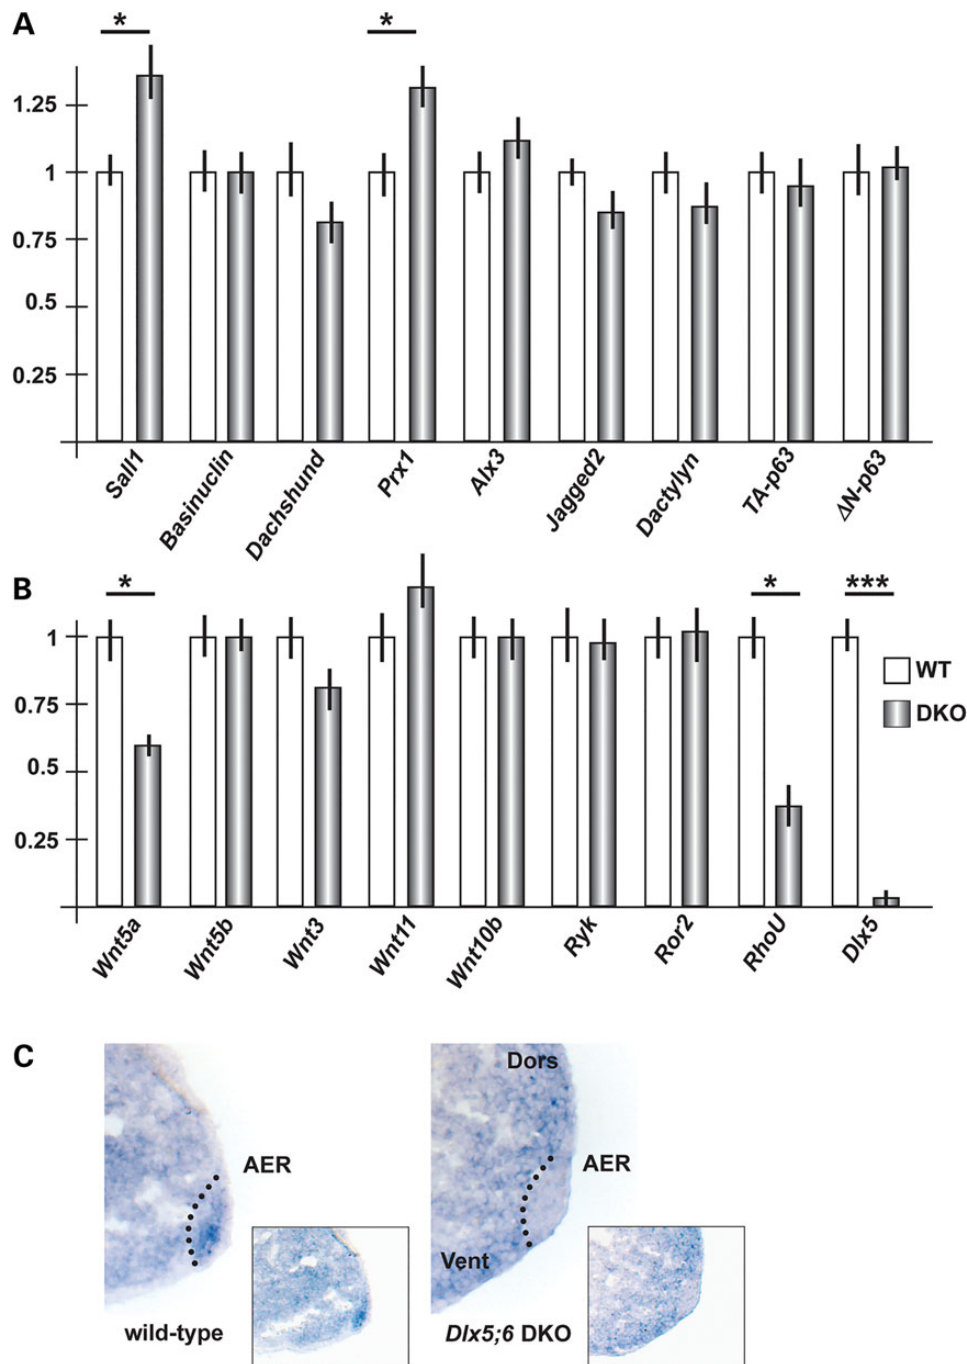 A
* *
1.25
1
0.75
0.5
0.25
Sall1 Basinuclin Dachshund Prx1 Alx3 Jagged2 Dactylyn TA-p63 ΔN-p63
B
* * ***
1
0.75
0.5
0.25
WT
DKO
Wnt5a Wnt5b Wnt3 Wnt11 Wnt10b Ryk Ror2 RhoU Dlx5
C
Dors
AER AER
Vent
wild-type Dlx5;6 DKO